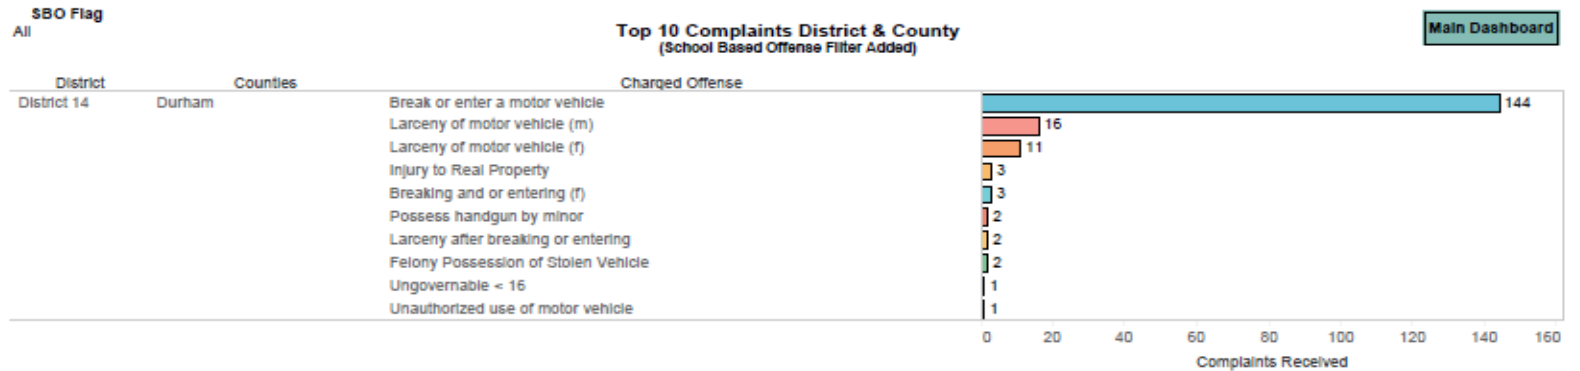 SBO Flag
All
Top 10 Complaints District & County
(School Based Offense Filter Added)
Main Dashboard
District Counties Charged Offense
District 14 Durham Break or enter a motor vehicle 144
Larceny of motor vehicle (m) 16
Larceny of motor vehicle (f) 11
Injury to Real Property 3
Breaking and or entering (f) 3
Possess handgun by minor 2
Larceny after breaking or entering 2
Felony Possession of Stolen Vehicle 2
Ungovernable < 16 1
Unauthorized use of motor vehicle 1
0 20 40 60 80 100 120 140 160
Complaints Received